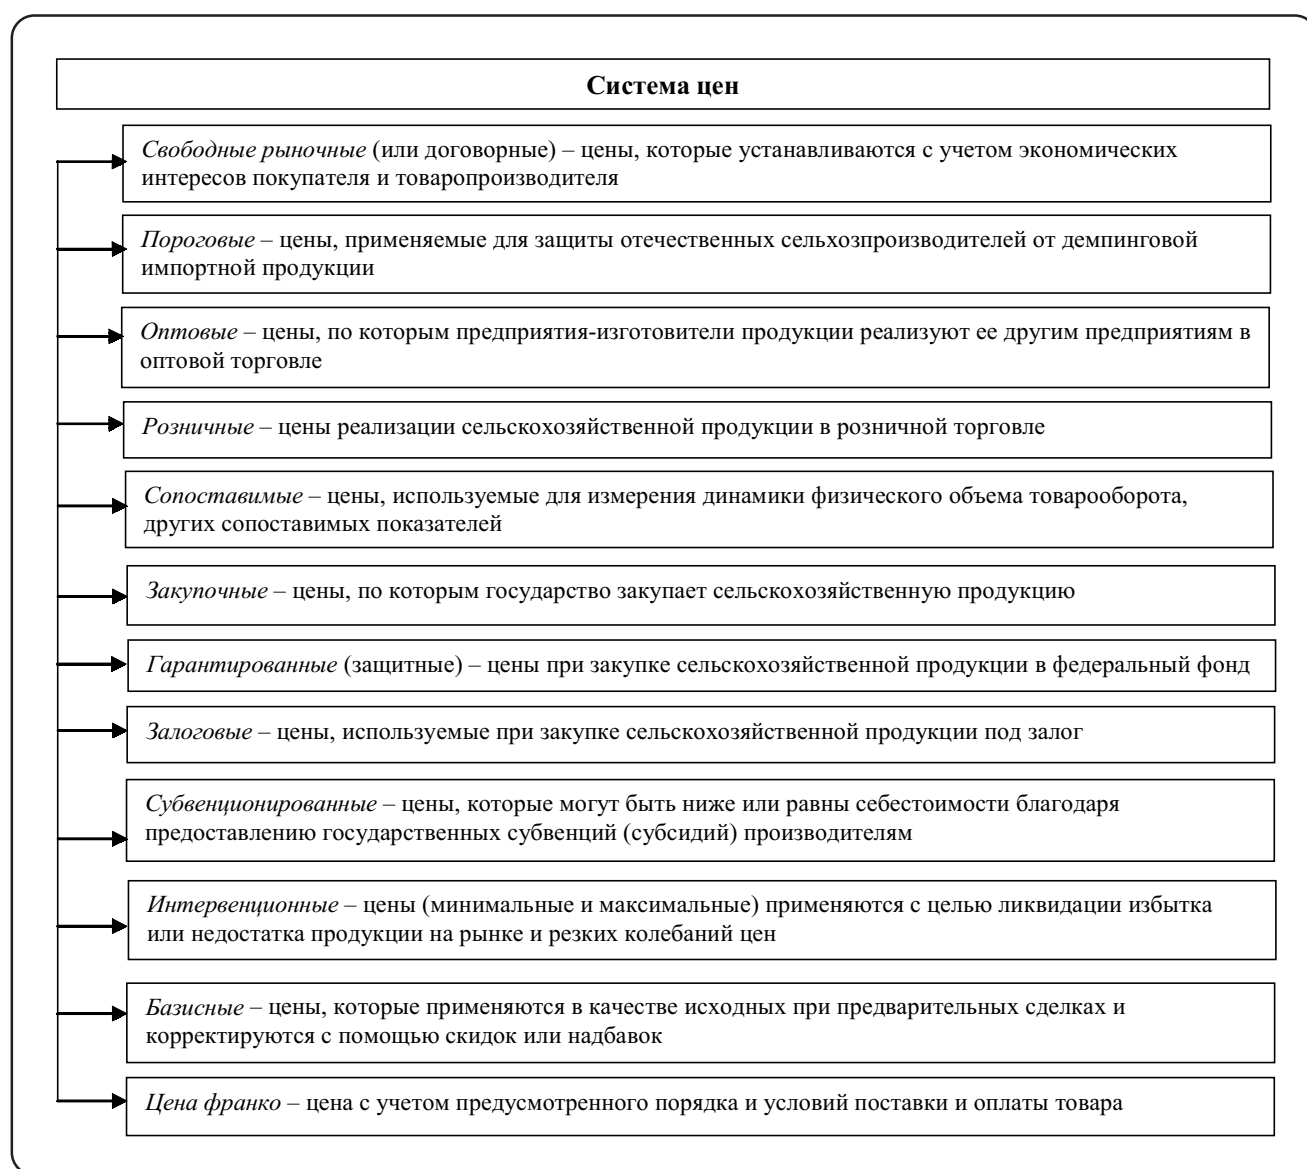 Система цен
Свободные рыночные (или договорные) – цены, которые устанавливаются с учетом экономических
интересов покупателя и товаропроизводителя
Пороговые – цены, применяемые для защиты отечественных сельхозпроизводителей от демпинговой
импортной продукции
Оптовые – цены, по которым предприятия-изготовители продукции реализуют ее другим предприятиям в
оптовой торговле
Розничные – цены реализации сельскохозяйственной продукции в розничной торговле
Сопоставимые – цены, используемые для измерения динамики физического объема товарооборота,
других сопоставимых показателей
Закупочные – цены, по которым государство закупает сельскохозяйственную продукцию
Гарантированные (защитные) – цены при закупке сельскохозяйственной продукции в федеральный фонд
Залоговые – цены, используемые при закупке сельскохозяйственной продукции под залог
Субвенционированные – цены, которые могут быть ниже или равны себестоимости благодаря
предоставлению государственных субвенций (субсидий) производителям
Интервенционные – цены (минимальные и максимальные) применяются с целью ликвидации избытка
или недостатка продукции на рынке и резких колебаний цен
Базисные – цены, которые применяются в качестве исходных при предварительных сделках и
корректируются с помощью скидок или надбавок
Цена франко – цена с учетом предусмотренного порядка и условий поставки и оплаты товара